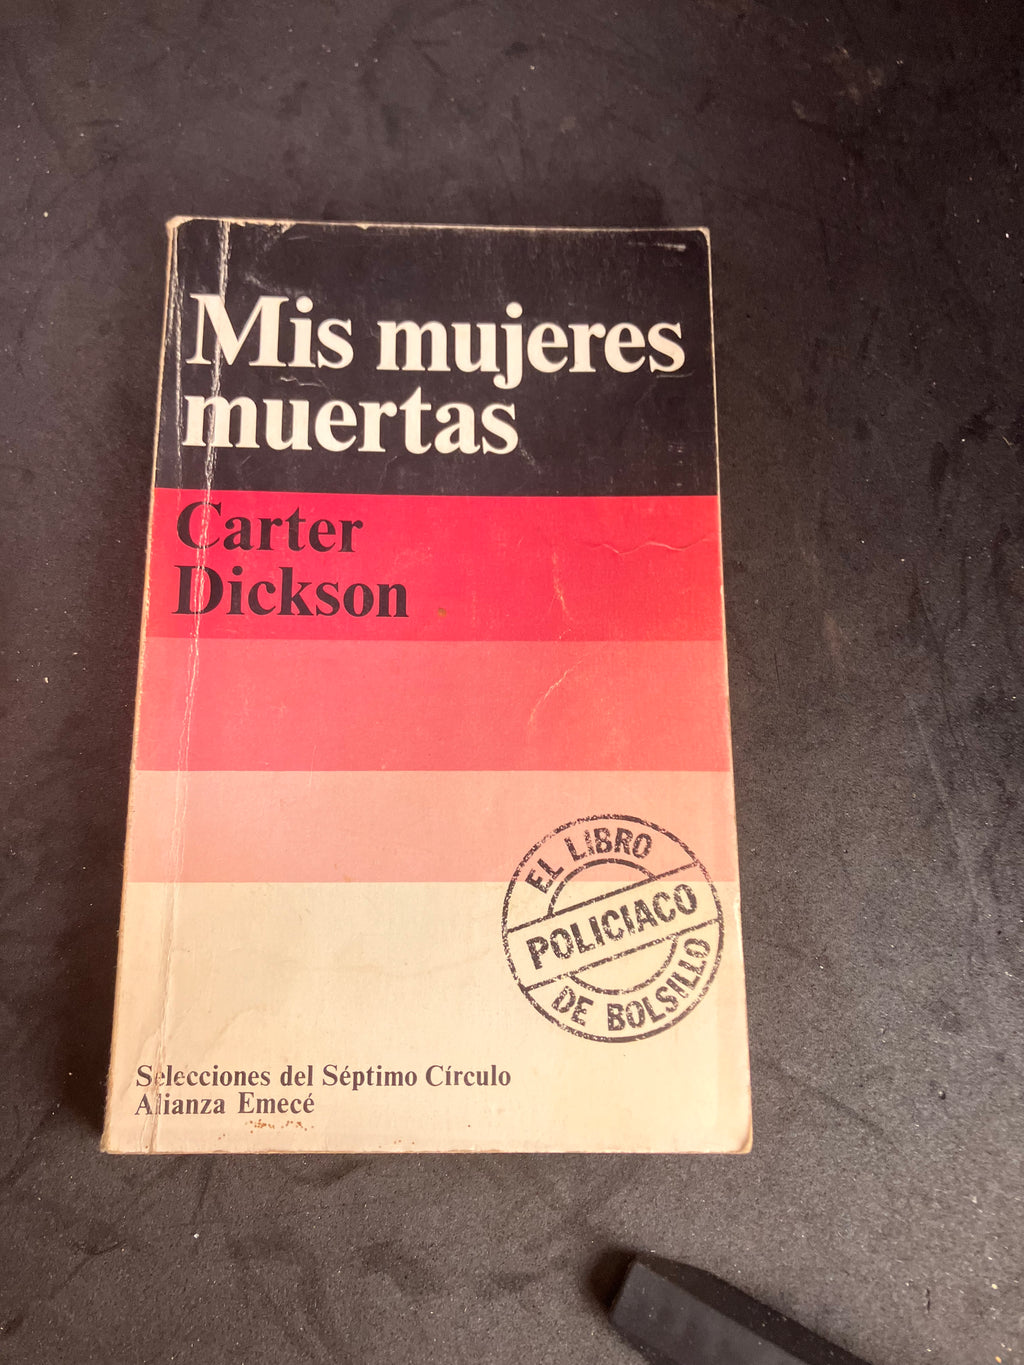 Mis mujeres
muertas
Carter
Dickson
EL LIBRO
POLICIACO
DE BOLSILLO
Selecciones del Séptimo Círculo
Alianza Emecé